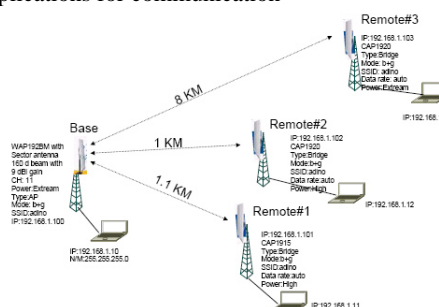 plications for communication
Remote#3
IP:192.168.1.103
CAP1920
Type:Bridge
Mode: b+g
SSID: adino
Data rate: auto
Power:Extream
IP:192.168.
8 KM
Base
WAP192BM with
Sector antenna
160 d beam with
9 dBi gain
CH: 11
Power:Extream
Type:AP
Mode: b+g
SSID:adino
IP:192.168.1.100
1 KM
Remote#2
IP:192.168.1.102
CAP1920
Type:Bridge
Mode:b+g
SSID:adino
Data rate:auto
Power:High
IP:192.168.1.12
1.1 KM
Remote#1
IP:192.168.1.101
CAP1915
Type:Bridge
Mode:b+g
SSID:adino
Data rate: auto
Power:High
IP:192.168.1.10
N/M:255.255.255.0
IP:192.168.1.11